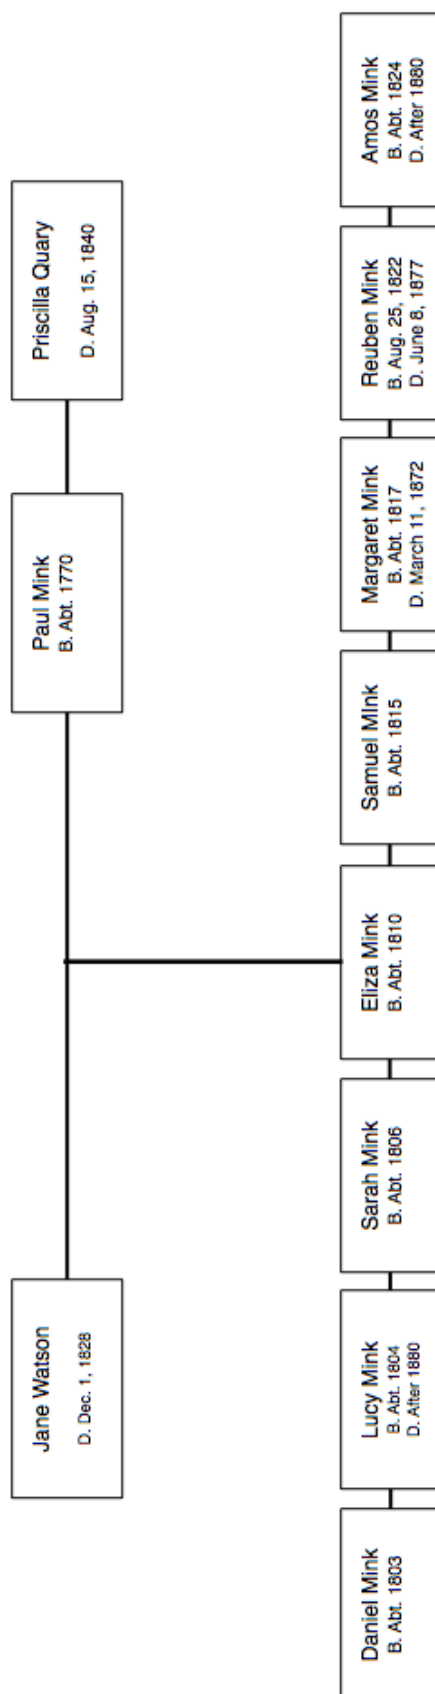 Jane Watson
D. Dec. 1, 1828
Paul Mink
B. Abt. 1770
Priscilla Quary
D. Aug. 15, 1840
Daniel Mink
B. Abt. 1803
Lucy Mink
B. Abt. 1804
D. After 1880
Sarah Mink
B. Abt. 1806
Eliza Mink
B. Abt. 1810
Samuel MInk
B. Abt. 1815
Margaret Mink
B. Abt. 1817
D. March 11, 1872
Reuben Mink
B. Aug. 25, 1822
D. June 8, 1877
Amos Mink
B. Abt. 1824
D. After 1880